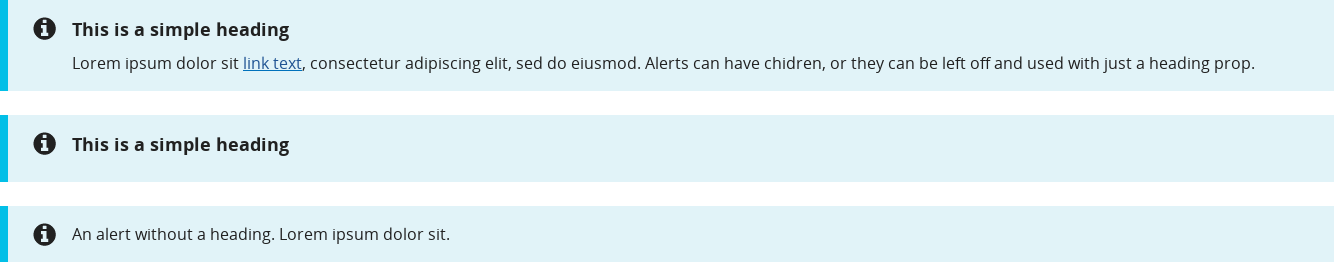 This is a simple heading
Lorem ipsum dolor sit link text, consectetur adipiscing elit, sed do eiusmod. Alerts can have chidren, or they can be left off and used with just a heading prop.
This is a simple heading
An alert without a heading. Lorem ipsum dolor sit.